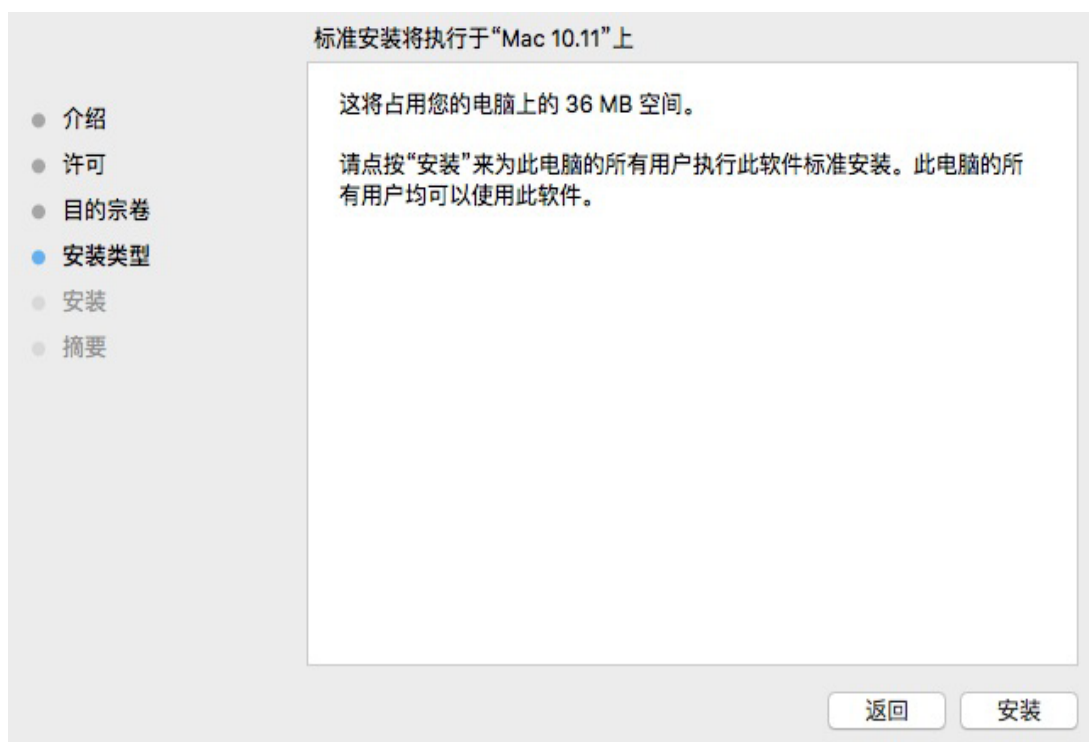 标准安装将执行于“Mac 10.11”上
介绍
许可
目的宗卷
安装类型
安装
摘要
这将占用您的电脑上的 36 MB 空间。
请点按“安装”来为此电脑的所有用户执行此软件标准安装。此电脑的所
有用户均可以使用此软件。
返回
安装